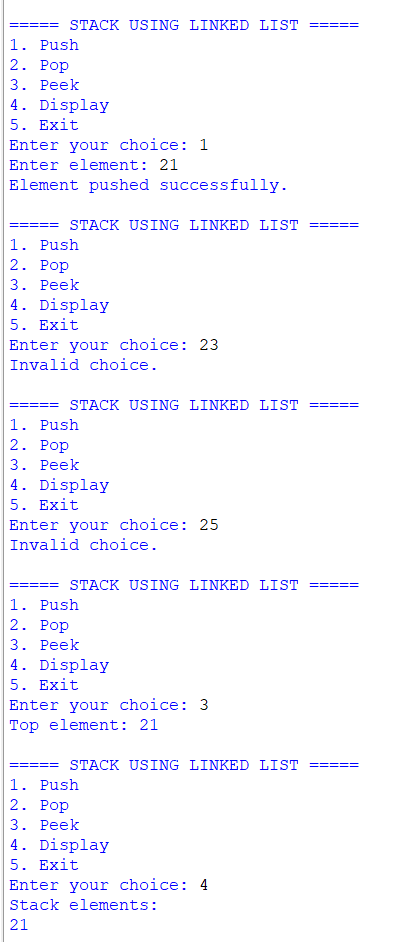 ===== STACK USING LINKED LIST =====
1. Push
2. Pop
3. Peek
4. Display
5. Exit
Enter your choice: 1
Enter element: 21
Element pushed successfully.

===== STACK USING LINKED LIST =====
1. Push
2. Pop
3. Peek
4. Display
5. Exit
Enter your choice: 23
Invalid choice.

===== STACK USING LINKED LIST =====
1. Push
2. Pop
3. Peek
4. Display
5. Exit
Enter your choice: 25
Invalid choice.

===== STACK USING LINKED LIST =====
1. Push
2. Pop
3. Peek
4. Display
5. Exit
Enter your choice: 3
Top element: 21

===== STACK USING LINKED LIST =====
1. Push
2. Pop
3. Peek
4. Display
5. Exit
Enter your choice: 4
Stack elements:
21